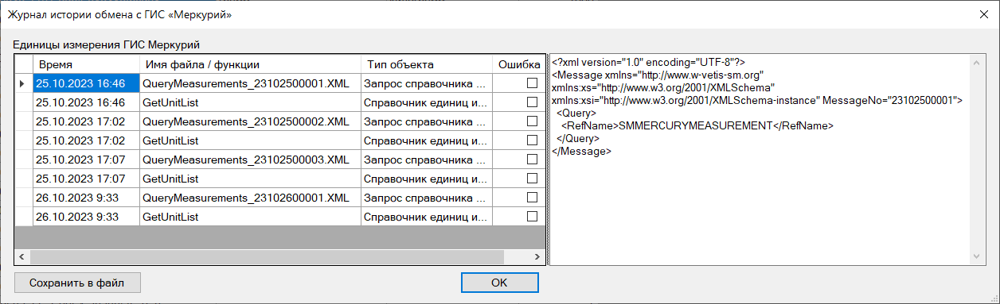 Журнал истории обмена с ГИС «Меркурий»
Единицы измерения ГИС Меркурий
Время Имя файла / функции Тип объекта Ошибка
25.10.2023 16:46 QueryMeasurements_23102500001.XML Запрос справочника ...
25.10.2023 16:46 GetUnitList Справочник единиц и...
25.10.2023 17:02 QueryMeasurements_23102500002.XML Запрос справочника ...
25.10.2023 17:02 GetUnitList Справочник единиц и...
25.10.2023 17:07 QueryMeasurements_23102500003.XML Запрос справочника ...
25.10.2023 17:07 GetUnitList Справочник единиц и...
26.10.2023 9:33 QueryMeasurements_23102600001.XML Запрос справочника ...
26.10.2023 9:33 GetUnitList Справочник единиц и...
<?xml version="1.0" encoding="UTF-8"?>
<Message xmlns="http://www.w-vetis-sm.org"
xmlns:xs="http://www.w3.org/2001/XMLSchema"
xmlns:xsi="http://www.w3.org/2001/XMLSchema-instance" MessageNo="23102500001">
<Query>
<RefName>SMMERCURYMEASUREMENT</RefName>
</Query>
</Message>
Сохранить в файл
OK